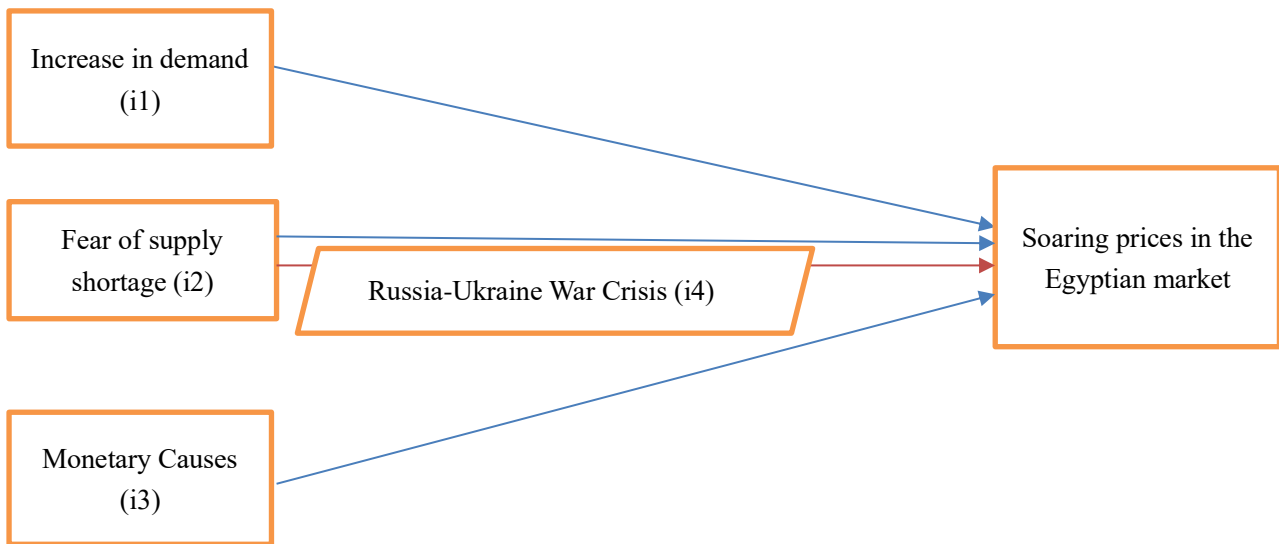 Increase in demand
(i1)
Fear of supply
shortage (i2)
Russia-Ukraine War Crisis (i4)
Soaring prices in the
Egyptian market
Monetary Causes
(i3)